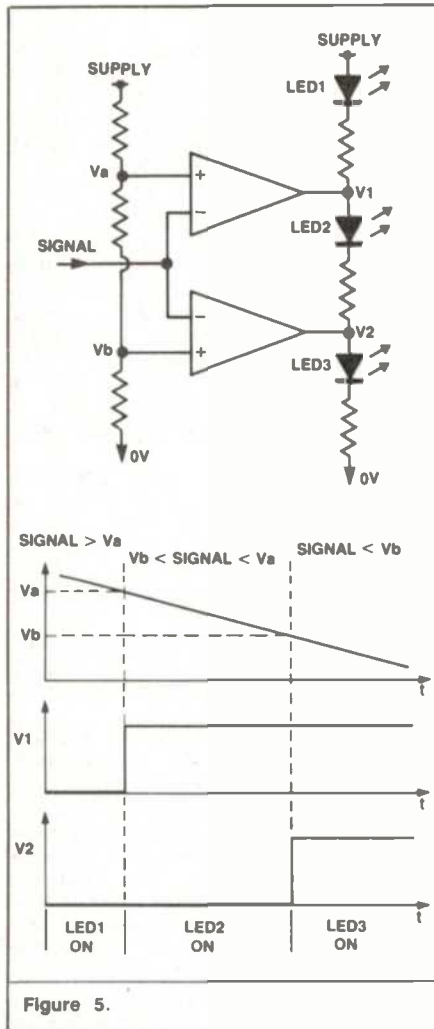 SUPPLY
SUPPLY
LED1
Va
+
V1
−
LED2
SIGNAL
−
V2
Vb
+
LED3
0V
0V
SIGNAL > Va
Vb < SIGNAL < Va
SIGNAL < Vb
Va
Vb
t
V1
t
V2
t
LED1 ON
LED2 ON
LED3 ON
Figure 5.